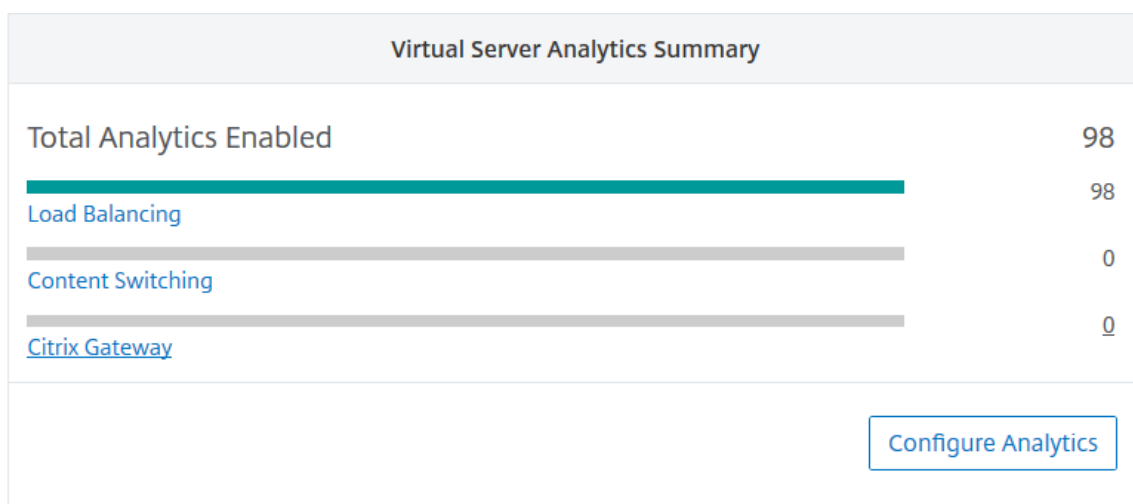 Virtual Server Analytics Summary
Total Analytics Enabled 98
98
Load Balancing
0
Content Switching
0
Citrix Gateway
Configure Analytics